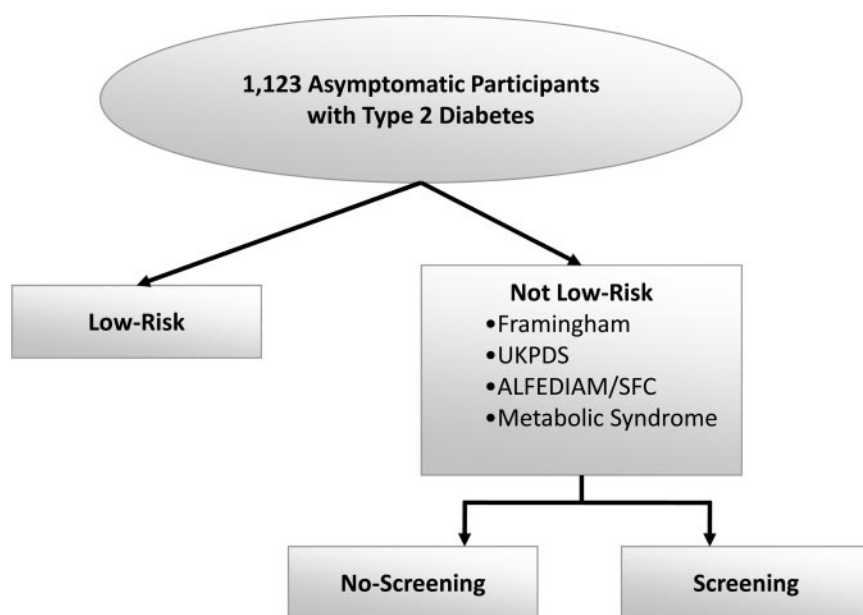 1,123 Asymptomatic Participants
with Type 2 Diabetes
Low-Risk
Not Low-Risk
•Framingham
•UKPDS
•ALFEDIAM/SFC
•Metabolic Syndrome
No-Screening
Screening